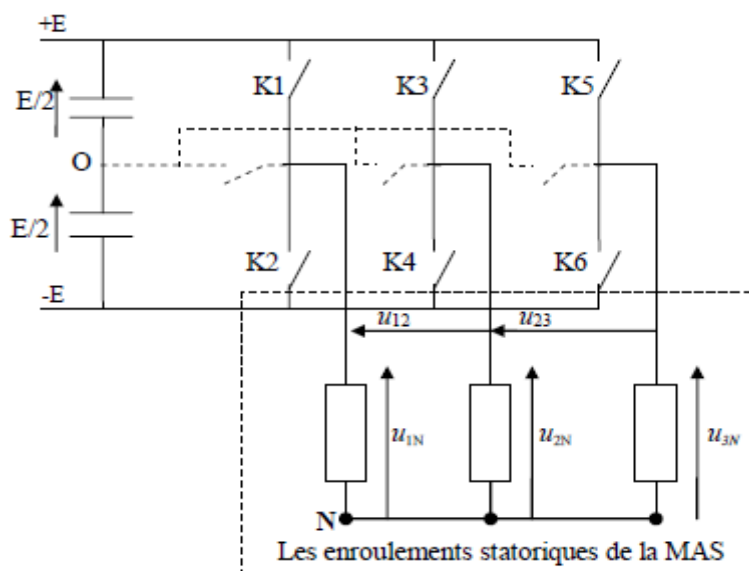 +E
K1
K3
K5
E/2
O
E/2
K2
K4
K6
-E
u12
u23
u1N
u2N
u3N
N
Les enroulements statoriques de la MAS